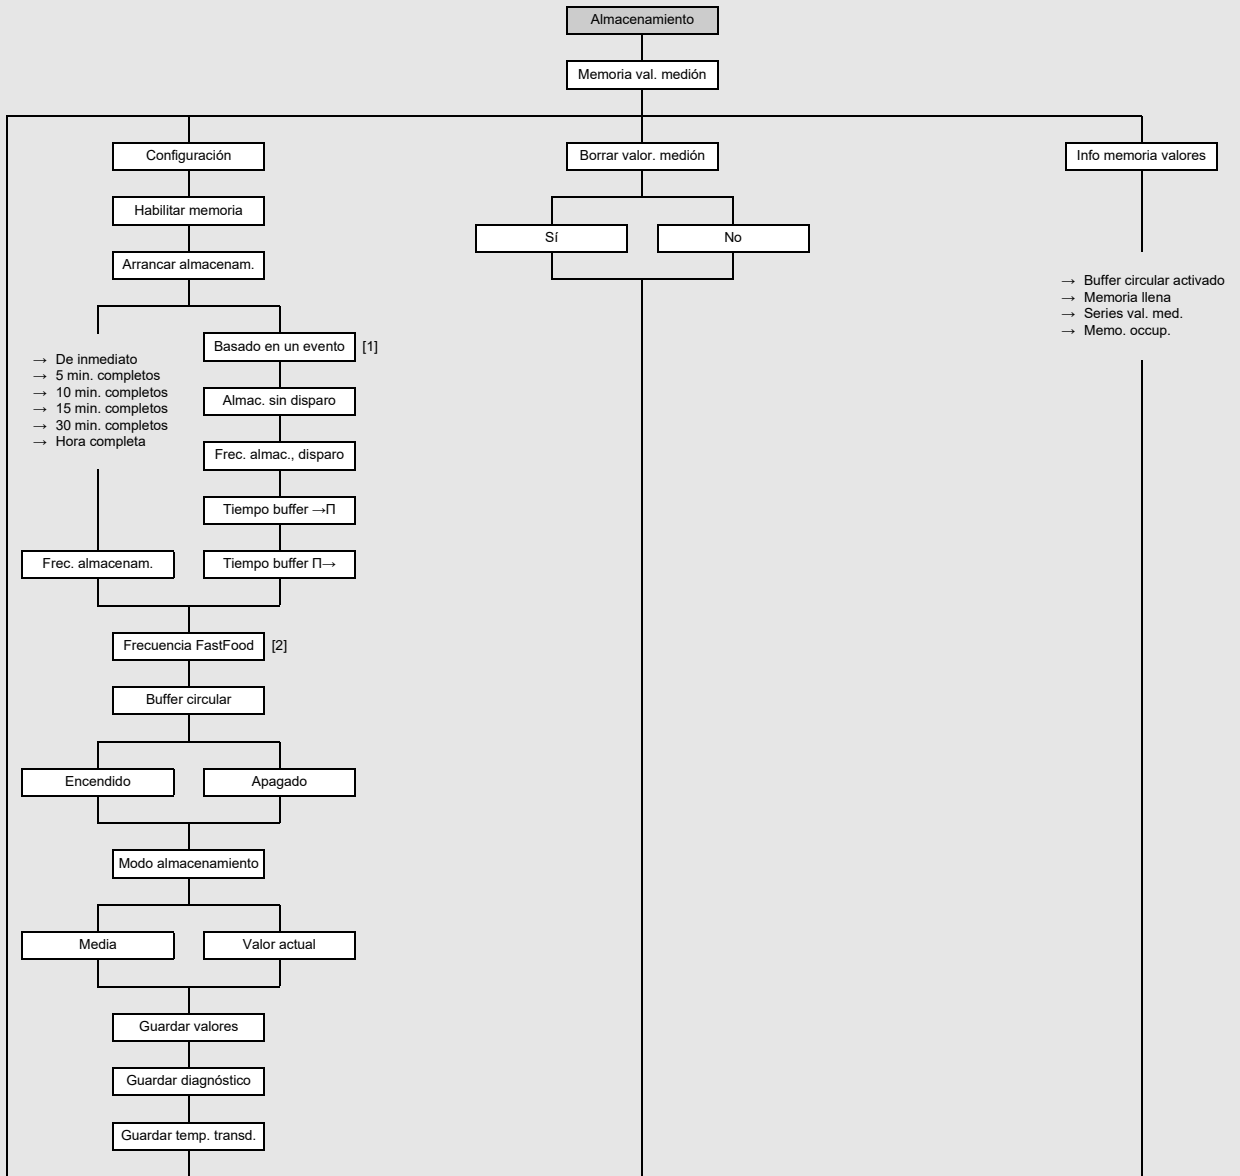 Almacenamiento
Memoria val. medión
Configuración
Borrar valor. medión
Info memoria valores
Habilitar memoria
Sí
No
Arrancar almacenam.
→ Buffer circular activado
→ Memoria llena
→ Series val. med.
→ Memo. occup.
Basado en un evento [1]
→ De inmediato
→ 5 min. completos
→ 10 min. completos
→ 15 min. completos
→ 30 min. completos
→ Hora completa
Almac. sin disparo
Frec. almac., disparo
Tiempo buffer →Π
Frec. almacenam.
Tiempo buffer Π→
Frecuencia FastFood [2]
Buffer circular
Encendido
Apagado
Modo almacenamiento
Media
Valor actual
Guardar valores
Guardar diagnóstico
Guardar temp. transd.